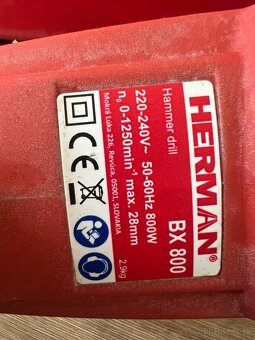 HERMAN®
BX 800
Hammer drill
220-240V~ 50-60Hz 800W
n₀ 0-1250min⁻¹ max. 28mm
Mokrá Lúka 226, Revúca, 05001, SLOVAKIA
2,9kg